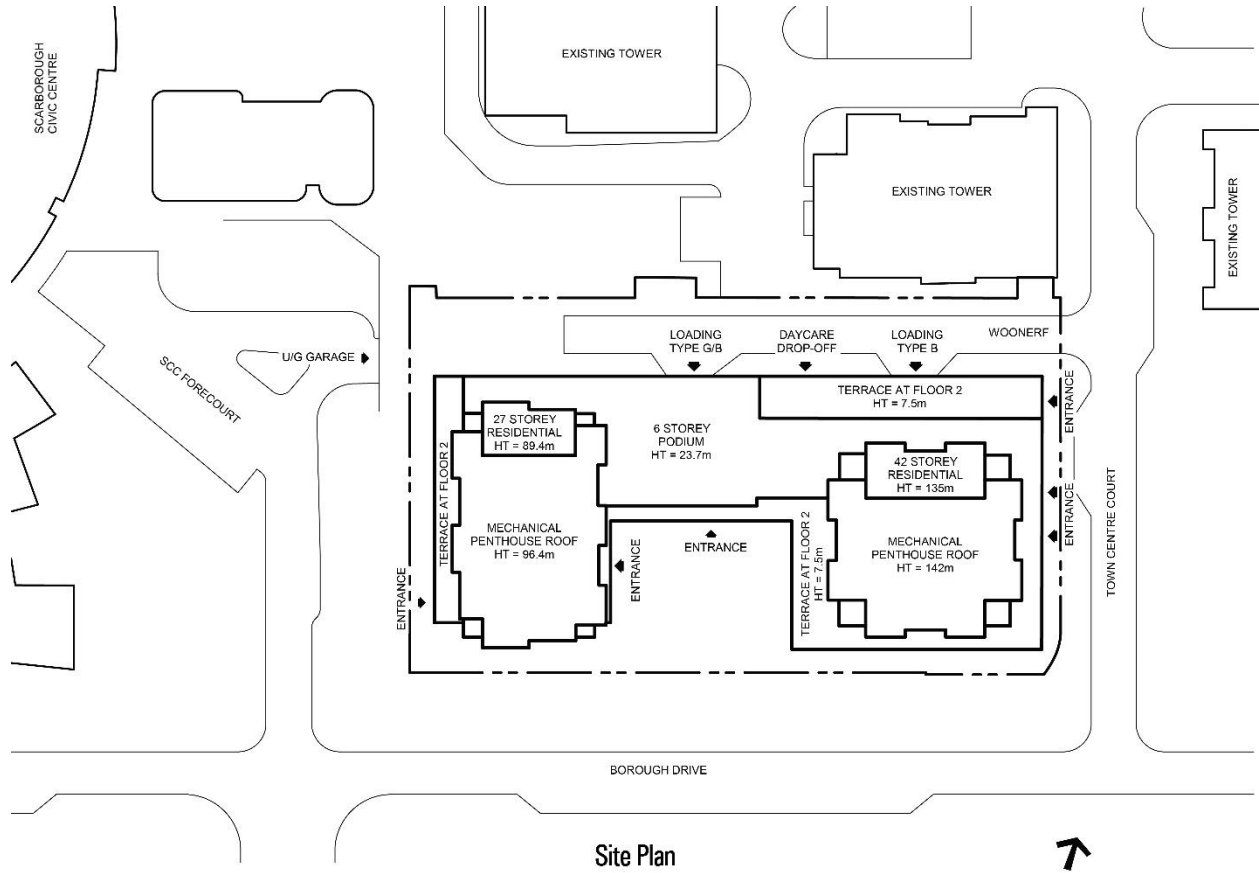 SCARBOROUGH
CIVIC CENTRE
EXISTING TOWER
EXISTING TOWER
EXISTING TOWER
SCC FORECOURT
U/G GARAGE
LOADING
TYPE G/B
DAYCARE
DROP-OFF
LOADING
TYPE B
WOONERF
TERRACE AT FLOOR 2
HT = 7.5m
ENTRANCE
27 STOREY
RESIDENTIAL
HT = 89.4m
6 STOREY
PODIUM
HT = 23.7m
42 STOREY
RESIDENTIAL
HT = 135m
TERRACE AT FLOOR 2
MECHANICAL
PENTHOUSE ROOF
HT = 96.4m
ENTRANCE
ENTRANCE
ENTRANCE
TERRACE AT FLOOR 2
HT = 7.5m
MECHANICAL
PENTHOUSE ROOF
HT = 142m
ENTRANCE
TOWN CENTRE COURT
BOROUGH DRIVE
Site Plan